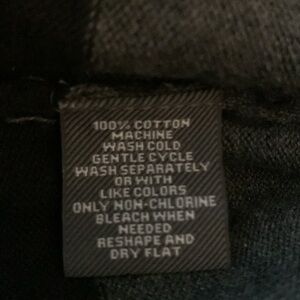 100% COTTON
MACHINE
WASH COLD
GENTLE CYCLE
WASH SEPARATELY
OR WITH
LIKE COLORS
ONLY NON-CHLORINE
BLEACH WHEN
NEEDED
RESHAPE AND
DRY FLAT